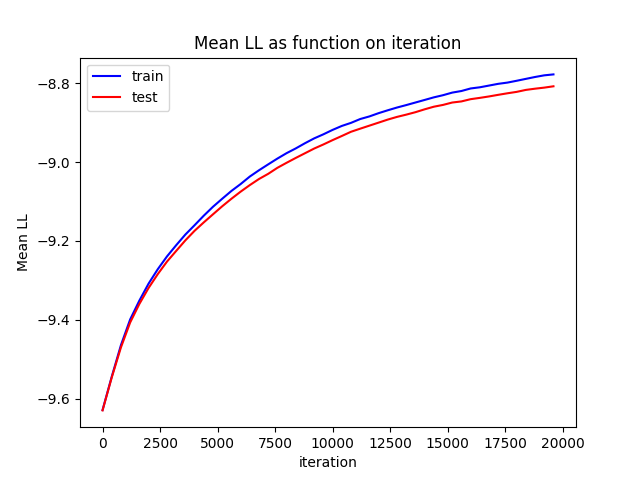 Mean LL as function on iteration
train
test
Mean LL
−8.8
−9.0
−9.2
−9.4
−9.6
0 2500 5000 7500 10000 12500 15000 17500 20000
iteration